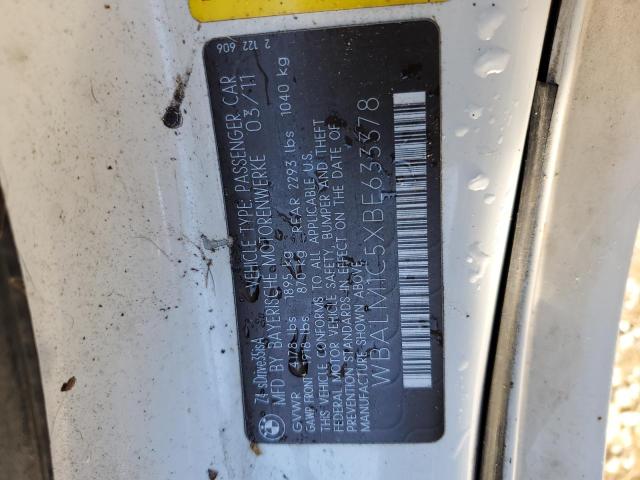 Z4 sDrive35iSA
VEHICLE TYPE: PASSENGER CAR
MFD BY BAYERISCHE MOTORENWERKE 03/11
GVWR 4178 lbs 1895 kg
GAWR FRONT lbs 870 kg REAR 2293 lbs 1040 kg
THIS VEHICLE CONFORMS TO ALL APPLICABLE U.S.
FEDERAL MOTOR VEHICLE SAFETY, BUMPER AND THEFT
PREVENTION STANDARDS IN EFFECT ON THE DATE OF
MANUFACTURE SHOWN ABOVE.
WBALM1C5XBE633378
2 122 606